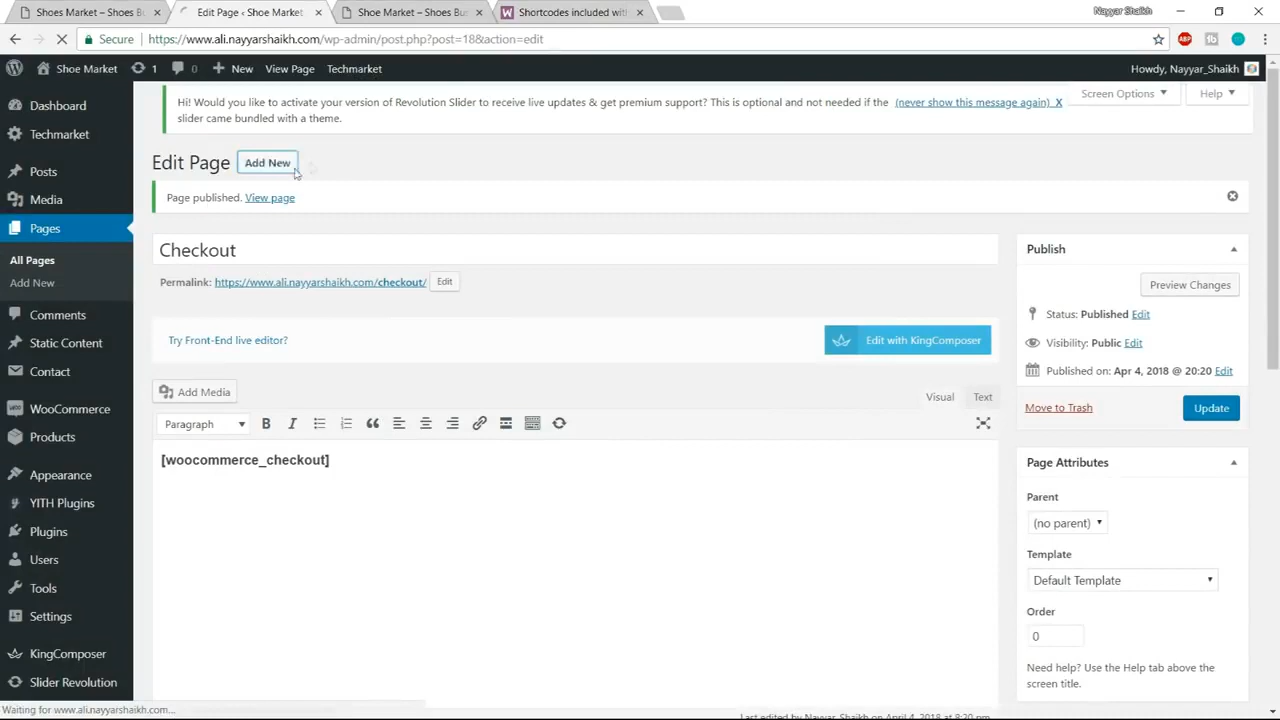 Shoes Market – Shoes Bu
Edit Page ‹ Shoe Market
Shoe Market – Shoes Bus
Shortcodes included with
Nayyar Shaikh
Secure
https://www.ali.nayyarshaikh.com/wp-admin/post.php?post=18&action=edit
Shoe Market
1
0
New
View Page
Techmarket
Howdy, Nayyar_Shaikh
Dashboard
Techmarket
Posts
Media
Pages
All Pages
Add New
Comments
Static Content
Contact
WooCommerce
Products
Appearance
YITH Plugins
Plugins
Users
Tools
Settings
KingComposer
Slider Revolution
Hi! Would you like to activate your version of Revolution Slider to receive live updates & get premium support? This is optional and not needed if the
slider came bundled with a theme.
(never show this message again) X
Screen Options
Help
Edit Page
Add New
Page published. View page
Checkout
Permalink: https://www.ali.nayyarshaikh.com/checkout/
Edit
Try Front-End live editor?
Edit with KingComposer
Add Media
Visual
Text
Paragraph
B
I
[woocommerce_checkout]
Publish
Preview Changes
Status: Published Edit
Visibility: Public Edit
Published on: Apr 4, 2018 @ 20:20 Edit
Move to Trash
Update
Page Attributes
Parent
(no parent)
Template
Default Template
Order
0
Need help? Use the Help tab above the
screen title.
Waiting for www.ali.nayyarshaikh.com...
Last edited by Nayyar_Shaikh on April 4, 2018 at 8:20 pm